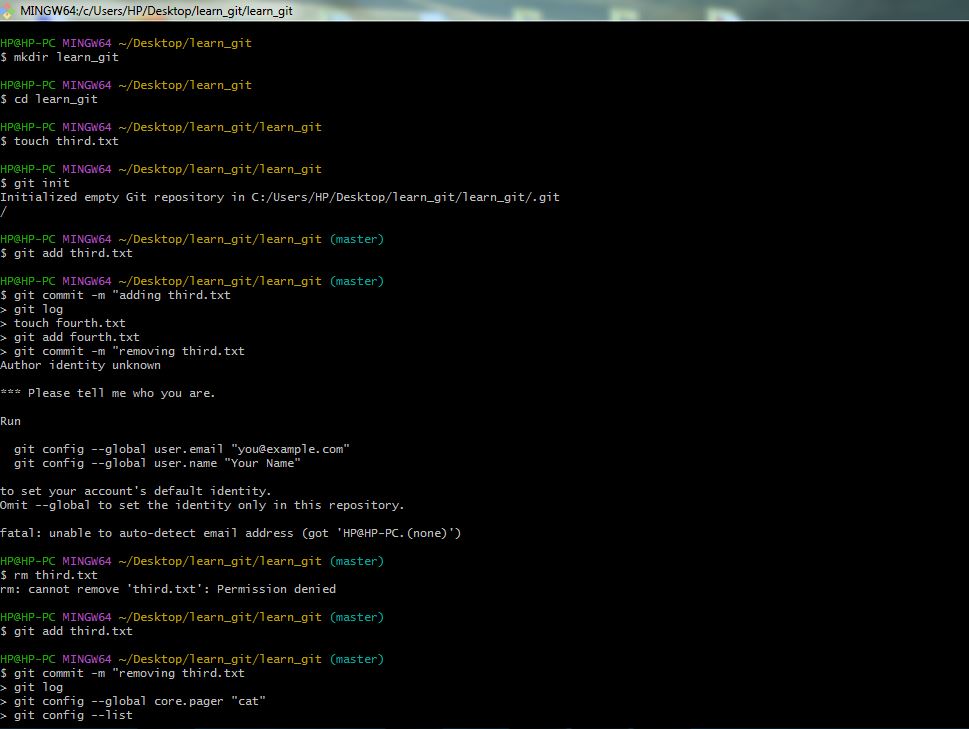 MINGW64:/c/Users/HP/Desktop/learn_git/learn_git
HP@HP-PC MINGW64 ~/Desktop/learn_git
$ mkdir learn_git
HP@HP-PC MINGW64 ~/Desktop/learn_git
$ cd learn_git
HP@HP-PC MINGW64 ~/Desktop/learn_git/learn_git
$ touch third.txt
HP@HP-PC MINGW64 ~/Desktop/learn_git/learn_git
$ git init
Initialized empty Git repository in C:/Users/HP/Desktop/learn_git/learn_git/.git
/
HP@HP-PC MINGW64 ~/Desktop/learn_git/learn_git (master)
$ git add third.txt
HP@HP-PC MINGW64 ~/Desktop/learn_git/learn_git (master)
$ git commit -m "adding third.txt
> git log
> touch fourth.txt
> git add fourth.txt
> git commit -m "removing third.txt
Author identity unknown
*** Please tell me who you are.
Run
  git config --global user.email "you@example.com"
  git config --global user.name "Your Name"
to set your account's default identity.
Omit --global to set the identity only in this repository.
fatal: unable to auto-detect email address (got 'HP@HP-PC.(none)')
HP@HP-PC MINGW64 ~/Desktop/learn_git/learn_git (master)
$ rm third.txt
rm: cannot remove 'third.txt': Permission denied
HP@HP-PC MINGW64 ~/Desktop/learn_git/learn_git (master)
$ git add third.txt
HP@HP-PC MINGW64 ~/Desktop/learn_git/learn_git (master)
$ git commit -m "removing third.txt
> git log
> git config --global core.pager "cat"
> git config --list